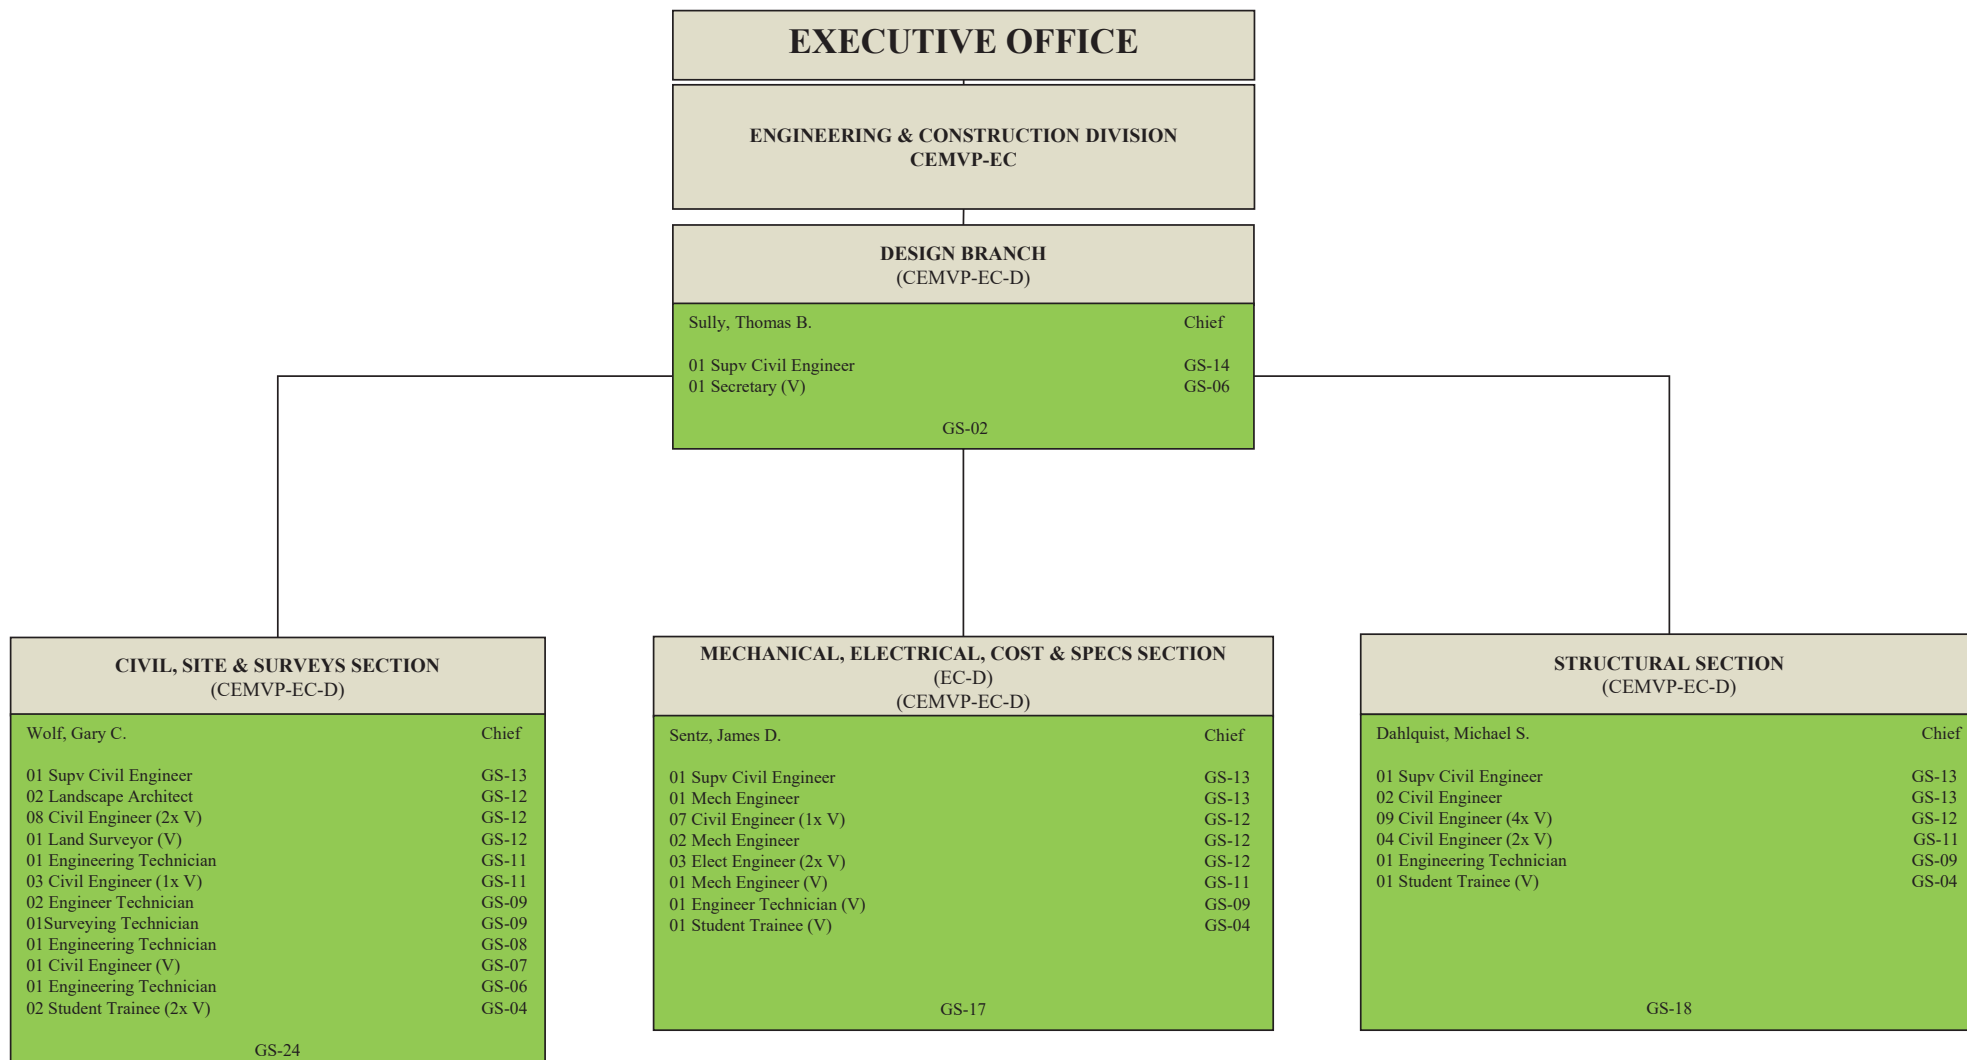 EXECUTIVE OFFICE
ENGINEERING & CONSTRUCTION DIVISION
CEMVP-EC
DESIGN BRANCH
(CEMVP-EC-D)
Sully, Thomas B. Chief
01 Supv Civil Engineer GS-14
01 Secretary (V) GS-06
GS-02
CIVIL, SITE & SURVEYS SECTION
(CEMVP-EC-D)
Wolf, Gary C. Chief
01 Supv Civil Engineer GS-13
02 Landscape Architect GS-12
08 Civil Engineer (2x V) GS-12
01 Land Surveyor (V) GS-12
01 Engineering Technician GS-11
03 Civil Engineer (1x V) GS-11
02 Engineer Technician GS-09
01Surveying Technician GS-09
01 Engineering Technician GS-08
01 Civil Engineer (V) GS-07
01 Engineering Technician GS-06
02 Student Trainee (2x V) GS-04
GS-24
MECHANICAL, ELECTRICAL, COST & SPECS SECTION
(EC-D)
(CEMVP-EC-D)
Sentz, James D. Chief
01 Supv Civil Engineer GS-13
01 Mech Engineer GS-13
07 Civil Engineer (1x V) GS-12
02 Mech Engineer GS-12
03 Elect Engineer (2x V) GS-12
01 Mech Engineer (V) GS-11
01 Engineer Technician (V) GS-09
01 Student Trainee (V) GS-04
GS-17
STRUCTURAL SECTION
(CEMVP-EC-D)
Dahlquist, Michael S. Chief
01 Supv Civil Engineer GS-13
02 Civil Engineer GS-13
09 Civil Engineer (4x V) GS-12
04 Civil Engineer (2x V) GS-11
01 Engineering Technician GS-09
01 Student Trainee (V) GS-04
GS-18